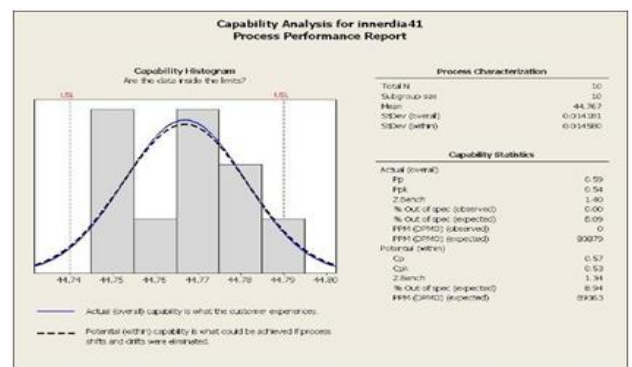 Capability Analysis for innerdia41
Process Performance Report
Capability Histogram
Are the data inside the limits?
USL
44.74 44.75 44.76 44.77 44.78 44.79 44.80
Actual (overall) capability is what the customer experiences.
Potential (within) capability is what could be achieved if process
shifts and drifts were eliminated.
Process Characterization
Total N 10
Subgroup size 10
Mean 44.767
StDev (overall) 0.014181
StDev (within) 0.014580
Capability Statistics
Actual (overall)
Pp 0.59
Ppk 0.54
Z.Bench 1.40
% Out of spec (observed) 0.00
% Out of spec (expected) 8.09
PPM (DPMO) (observed) 0
PPM (DPMO) (expected) 80879
Potential (within)
Cp 0.57
Cpk 0.53
Z.Bench 1.34
% Out of spec (expected) 8.94
PPM (DPMO) (expected) 89363